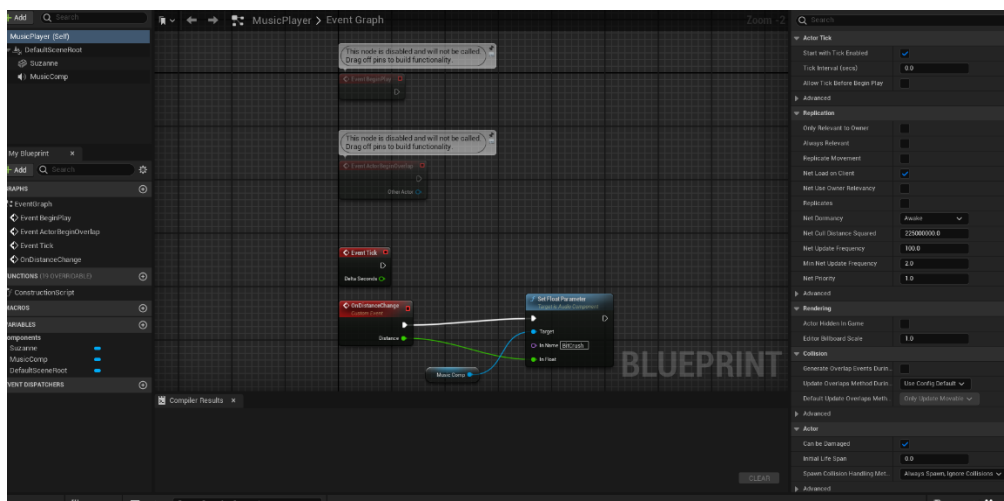 + Add
Search
MusicPlayer (Self)
DefaultSceneRoot
Suzanne
MusicComp
My Blueprint ×
+ Add
Search
GRAPHS
EventGraph
Event BeginPlay
Event ActorBeginOverlap
Event Tick
OnDistanceChange
FUNCTIONS (19 OVERRIDABLE)
ConstructionScript
MACROS
VARIABLES
Components
Suzanne
MusicComp
DefaultSceneRoot
EVENT DISPATCHERS
MusicPlayer > Event Graph
Zoom -2
This node is disabled and will not be called.
Drag off pins to build functionality.
Event BeginPlay
This node is disabled and will not be called.
Drag off pins to build functionality.
Event ActorBeginOverlap
Other Actor
Event Tick
Delta Seconds
OnDistanceChange
Custom Event
Distance
Music Comp
Set Float Parameter
Target is Audio Component
Target
In Name BitCrush
In Float
BLUEPRINT
Compiler Results ×
CLEAR
Search
Actor Tick
Start with Tick Enabled
Tick Interval (secs) 0.0
Allow Tick Before Begin Play
Advanced
Replication
Only Relevant to Owner
Always Relevant
Replicate Movement
Net Load on Client
Net Use Owner Relevancy
Replicates
Net Dormancy Awake
Net Cull Distance Squared 225000000.0
Net Update Frequency 100.0
Min Net Update Frequency 2.0
Net Priority 1.0
Advanced
Rendering
Actor Hidden In Game
Editor Billboard Scale 1.0
Collision
Generate Overlap Events Durin..
Update Overlaps Method Durin.. Use Config Default
Default Update Overlaps Meth.. Only Update Movable
Advanced
Actor
Can be Damaged
Initial Life Span 0.0
Spawn Collision Handling Met.. Always Spawn, Ignore Collisions
Advanced